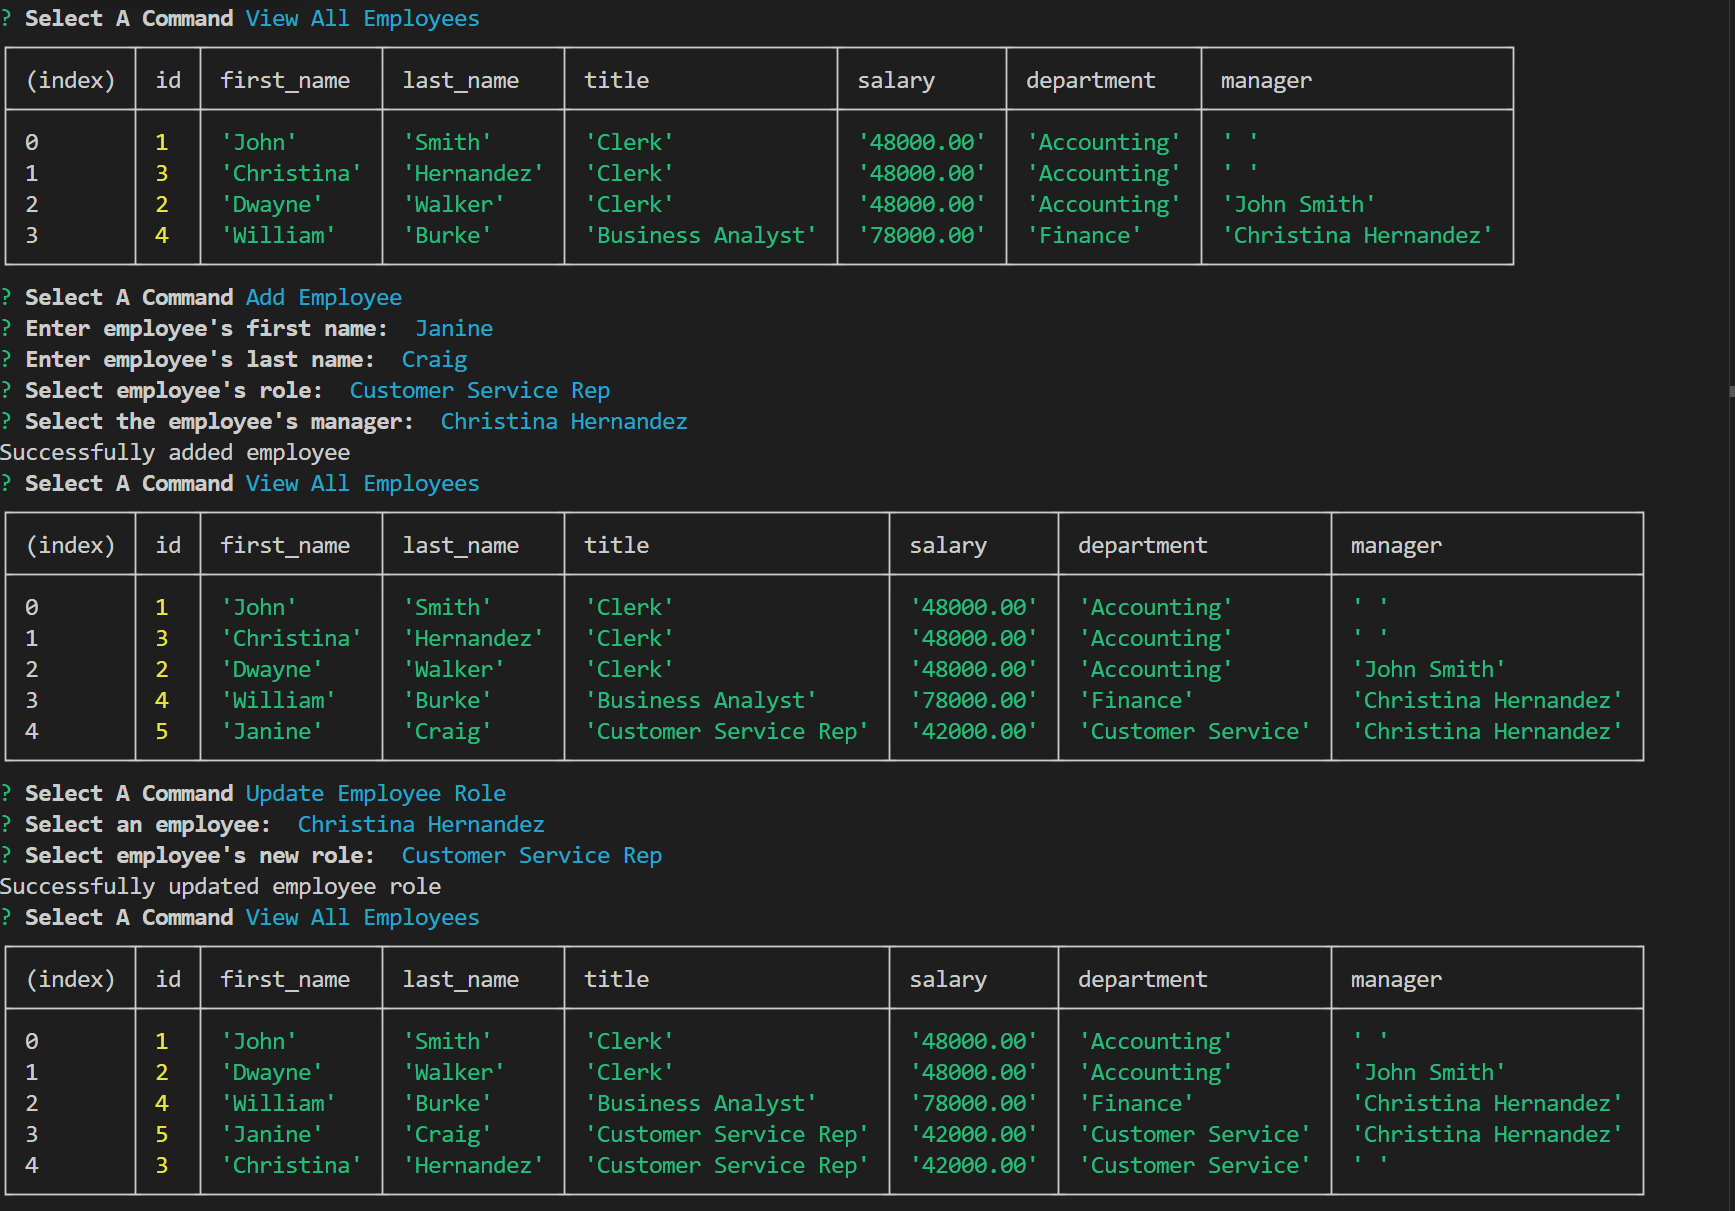 ? Select A Command View All Employees
(index) id first_name last_name title salary department manager
0 1 'John' 'Smith' 'Clerk' '48000.00' 'Accounting' ' '
1 3 'Christina' 'Hernandez' 'Clerk' '48000.00' 'Accounting' ' '
2 2 'Dwayne' 'Walker' 'Clerk' '48000.00' 'Accounting' 'John Smith'
3 4 'William' 'Burke' 'Business Analyst' '78000.00' 'Finance' 'Christina Hernandez'
? Select A Command Add Employee
? Enter employee's first name: Janine
? Enter employee's last name: Craig
? Select employee's role: Customer Service Rep
? Select the employee's manager: Christina Hernandez
Successfully added employee
? Select A Command View All Employees
(index) id first_name last_name title salary department manager
0 1 'John' 'Smith' 'Clerk' '48000.00' 'Accounting' ' '
1 3 'Christina' 'Hernandez' 'Clerk' '48000.00' 'Accounting' ' '
2 2 'Dwayne' 'Walker' 'Clerk' '48000.00' 'Accounting' 'John Smith'
3 4 'William' 'Burke' 'Business Analyst' '78000.00' 'Finance' 'Christina Hernandez'
4 5 'Janine' 'Craig' 'Customer Service Rep' '42000.00' 'Customer Service' 'Christina Hernandez'
? Select A Command Update Employee Role
? Select an employee: Christina Hernandez
? Select employee's new role: Customer Service Rep
Successfully updated employee role
? Select A Command View All Employees
(index) id first_name last_name title salary department manager
0 1 'John' 'Smith' 'Clerk' '48000.00' 'Accounting' ' '
1 2 'Dwayne' 'Walker' 'Clerk' '48000.00' 'Accounting' 'John Smith'
2 4 'William' 'Burke' 'Business Analyst' '78000.00' 'Finance' 'Christina Hernandez'
3 5 'Janine' 'Craig' 'Customer Service Rep' '42000.00' 'Customer Service' 'Christina Hernandez'
4 3 'Christina' 'Hernandez' 'Customer Service Rep' '42000.00' 'Customer Service' ' '